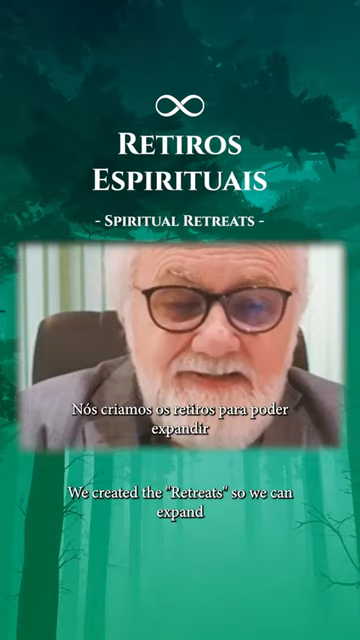 Retiros
Espirituais
- Spiritual Retreats -
Nós criamos os retiros para poder
expandir
We created the "Retreats" so we can
expand